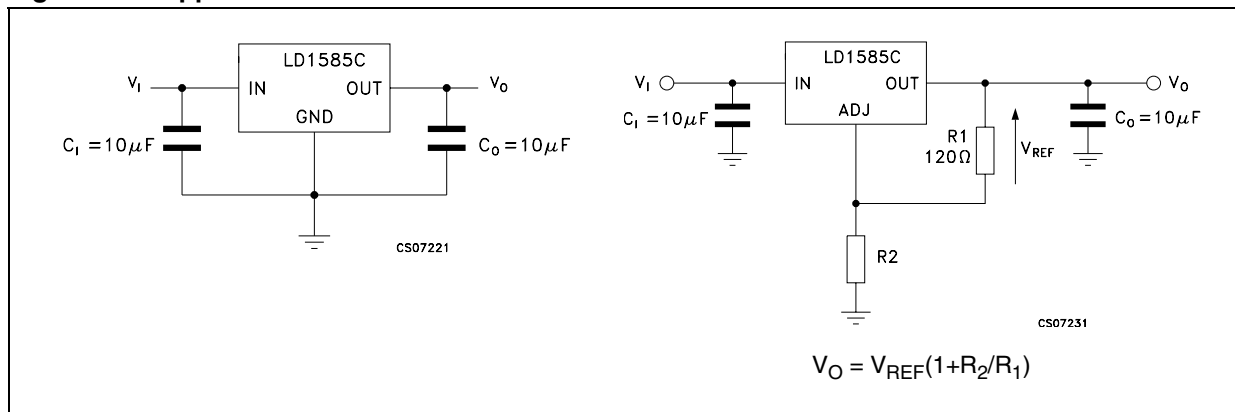 LD1585C
V_I
IN
OUT
V_O
GND
C_I =10μF
C_O =10μF
CS07221
LD1585C
V_I
IN
OUT
V_O
ADJ
C_I =10μF
R1
120Ω
V_REF
C_O =10μF
R2
CS07231
V_O = V_REF(1+R_2/R_1)